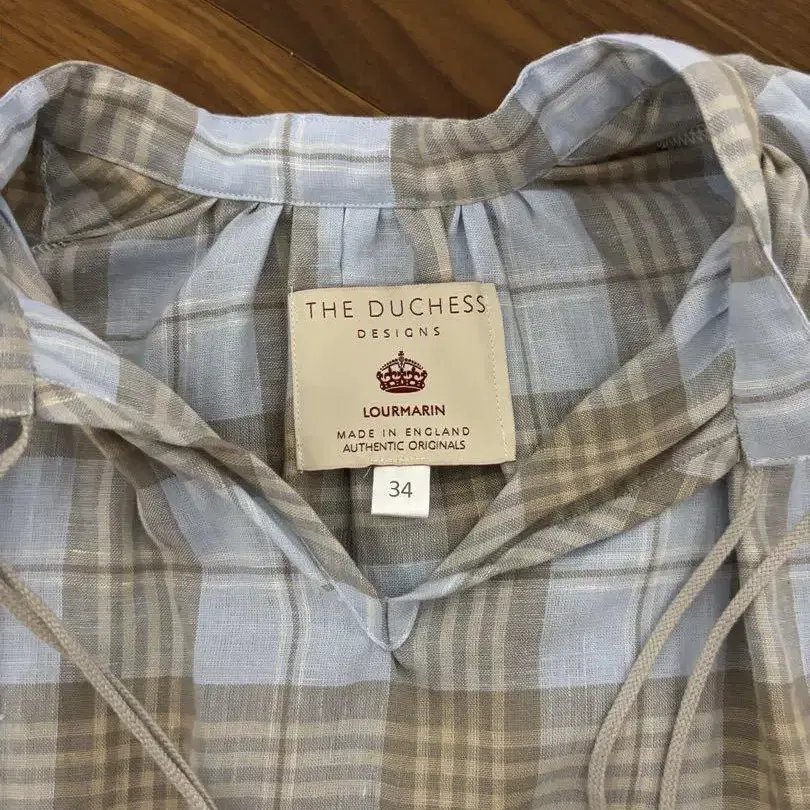 THE DUCHESS
DESIGNS
LOURMARIN
MADE IN ENGLAND
AUTHENTIC ORIGINALS
34